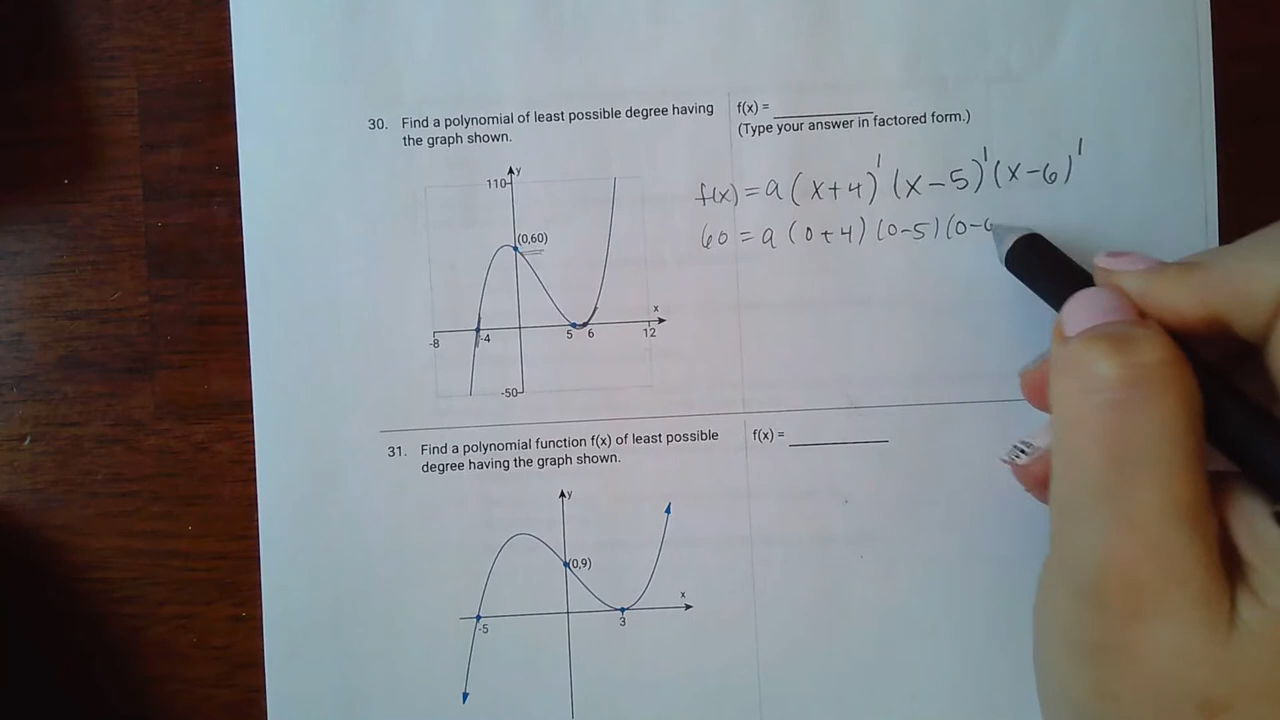 30. Find a polynomial of least possible degree having
the graph shown.
f(x) = ________
(Type your answer in factored form.)
y
110
(0,60)
x
-8
-4
5
6
12
-50
f(x) = a(x+4)^1 (x-5)^1 (x-6)^1
60 = a(0+4)(0-5)(0-
31. Find a polynomial function f(x) of least possible
degree having the graph shown.
f(x) = ________
y
(0,9)
x
-5
3